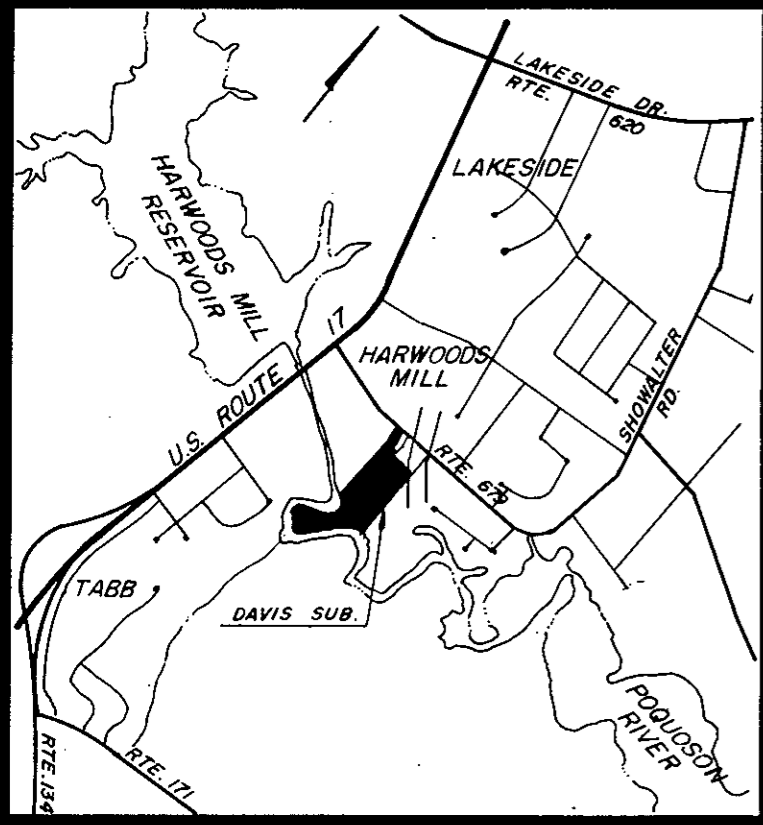 LAKESIDE DR.
RTE. 620
LAKESIDE
HARWOODS MILL
RESERVOIR
U.S. ROUTE 17
HARWOODS
MILL
SHOWALTER
RD.
RTE. 679
TABB
DAVIS SUB.
POQUOSON
RIVER
RTE. 134
RTE. 171